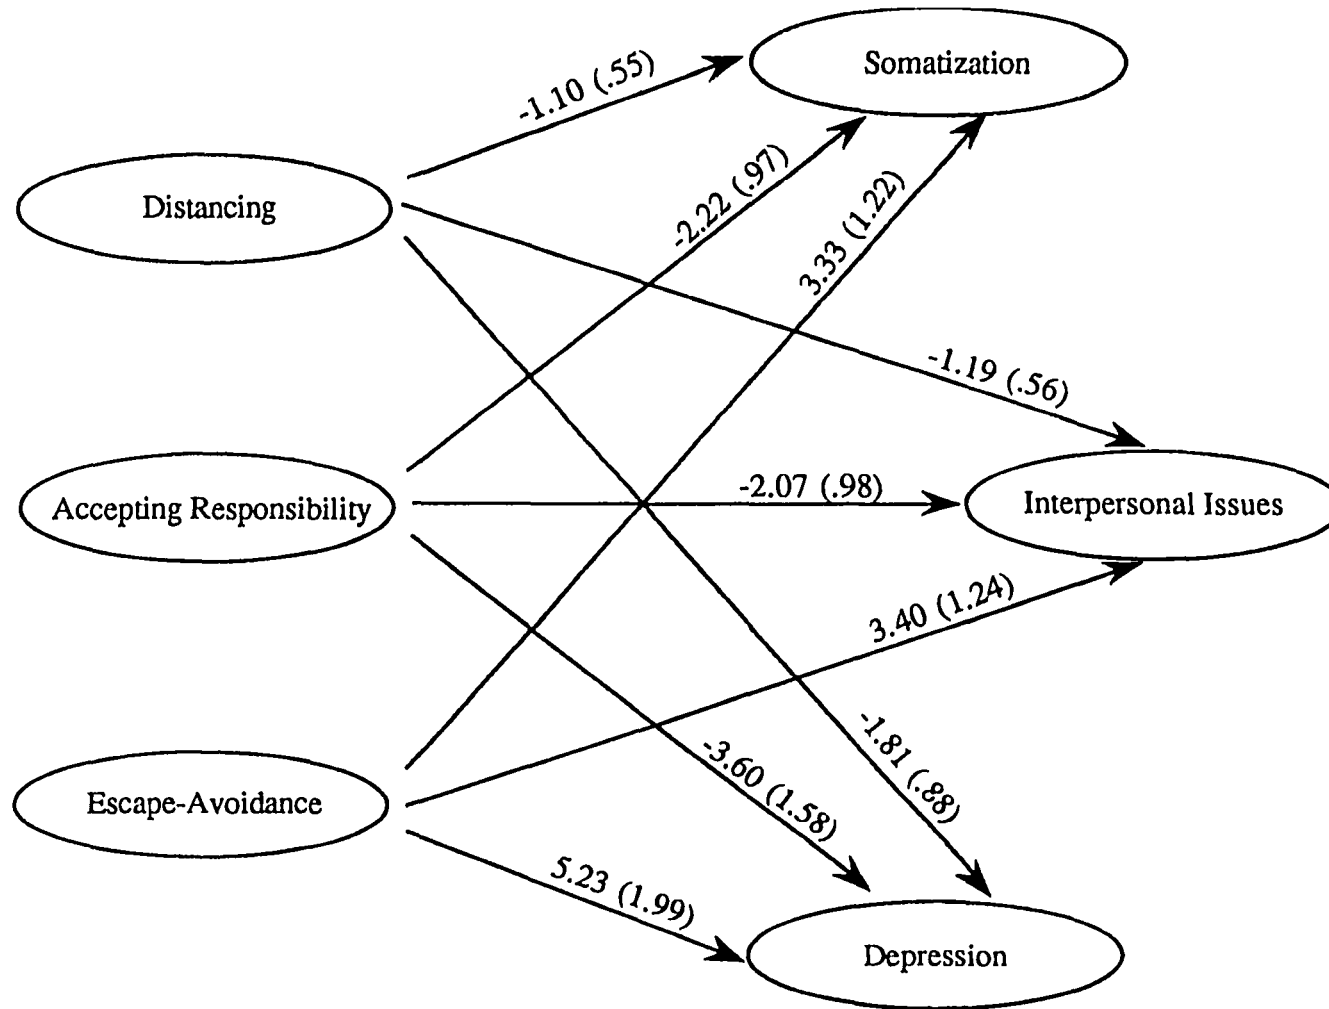 Somatization
-1.10 (.55)
Distancing
-2.22 (.97)
3.33 (1.22)
-1.19 (.56)
Accepting Responsibility
-2.07 (.98)
Interpersonal Issues
3.40 (1.24)
Escape-Avoidance
-3.60 (1.58)
-1.81 (.88)
5.23 (1.99)
Depression